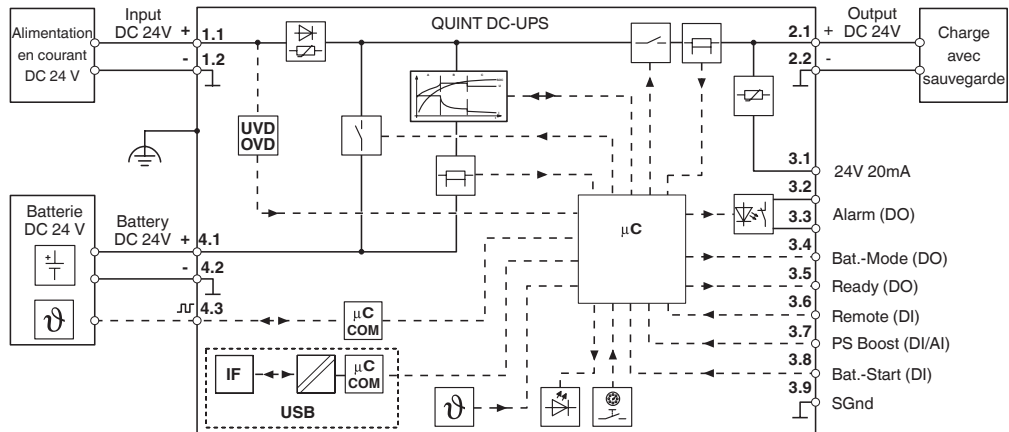 QUINT DC-UPS
Alimentation
en courant
DC 24 V
Input
DC 24V
+
1.1
-
1.2
UVD
OVD
2.1
+
Output
DC 24V
2.2
-
Charge
avec
sauvegarde
Batterie
DC 24 V
+
ϑ
Battery
DC 24V
+
4.1
-
4.2
4.3
μC
COM
IF
μC
COM
USB
ϑ
μC
3.1
24V 20mA
3.2
3.3
Alarm (DO)
3.4
Bat.-Mode (DO)
3.5
Ready (DO)
3.6
Remote (DI)
3.7
PS Boost (DI/AI)
3.8
Bat.-Start (DI)
3.9
SGnd